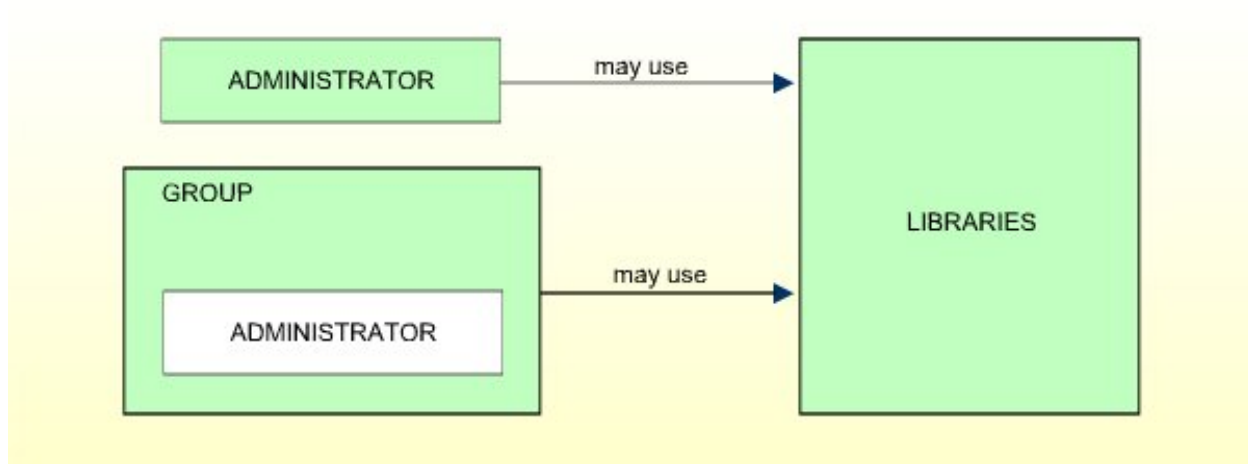 ADMINISTRATOR
may use
GROUP
ADMINISTRATOR
may use
LIBRARIES